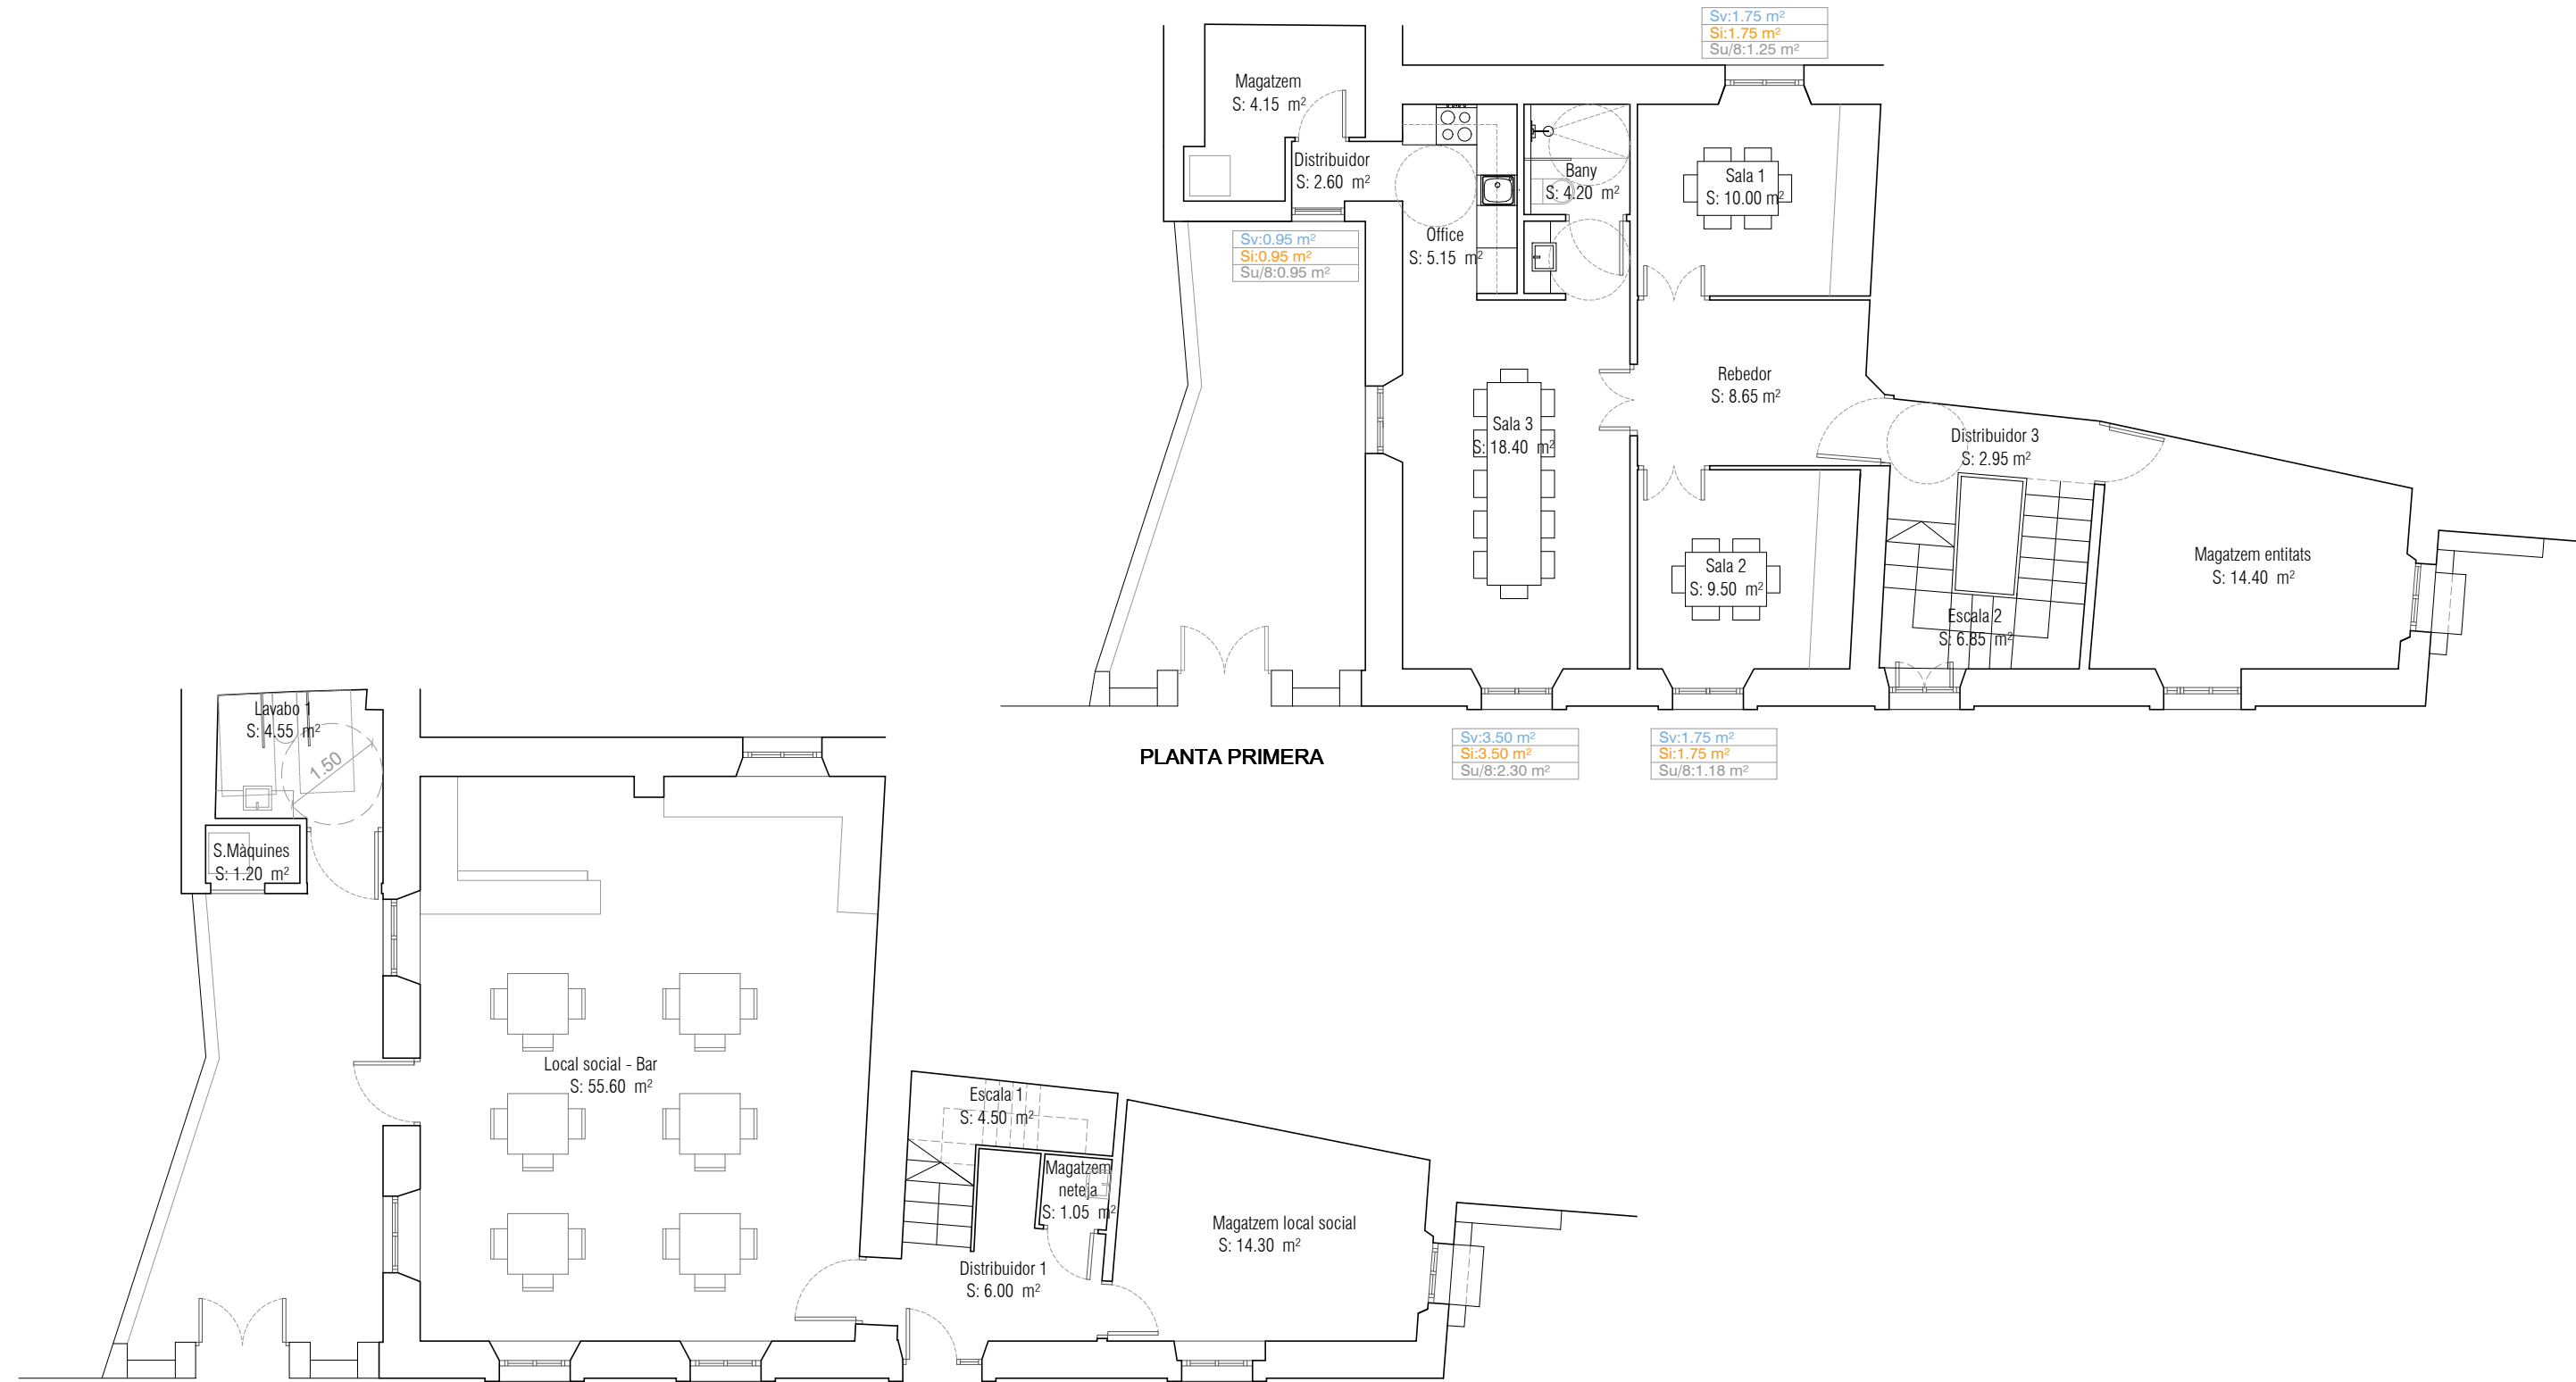 Sv:1.75 m²
Si:1.75 m²
Su/8:1.25 m²
Magatzem
S: 4.15 m²
Distribuidor
S: 2.60 m²
Bany
S: 4.20 m²
Sala 1
S: 10.00 m²
Office
S: 5.15 m²
Sv:0.95 m²
Si:0.95 m²
Su/8:0.95 m²
Rebedor
S: 8.65 m²
Sala 3
S: 18.40 m²
Distribuidor 3
S: 2.95 m²
Magatzem entitats
S: 14.40 m²
Sala 2
S: 9.50 m²
Escala 2
S: 6.85 m²
PLANTA PRIMERA
Sv:3.50 m²
Si:3.50 m²
Su/8:2.30 m²
Sv:1.75 m²
Si:1.75 m²
Su/8:1.18 m²
Lavabo 1
S: 4.55 m²
1.50
S.Màquines
S: 1.20 m²
Local social - Bar
S: 55.60 m²
Escala 1
S: 4.50 m²
Magatzem
neteja
S: 1.05 m²
Magatzem local social
S: 14.30 m²
Distribuidor 1
S: 6.00 m²